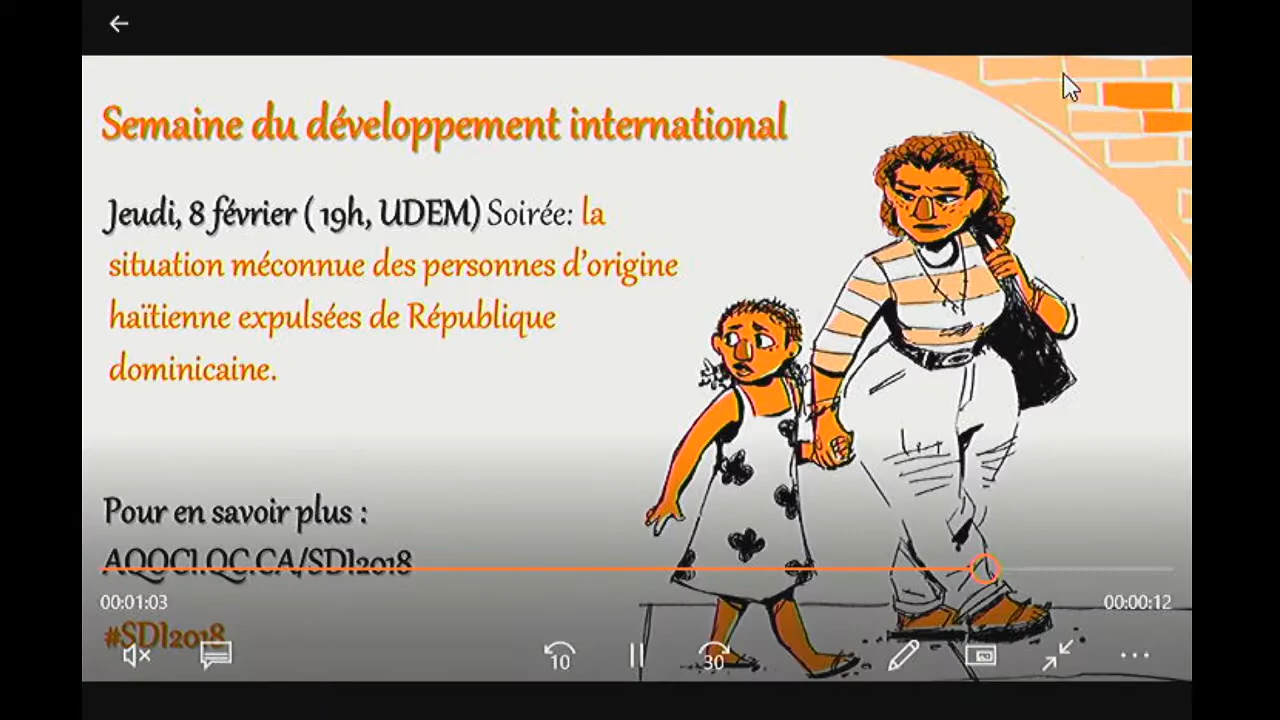 Semaine du développement international
Jeudi, 8 février ( 19h, UDEM) Soirée: la
situation méconnue des personnes d'origine
haïtienne expulsées de République
dominicaine.
Pour en savoir plus :
AQOCI.QC.CA/SDI2018
00:01:03
00:00:12
#SDI2018
10
30